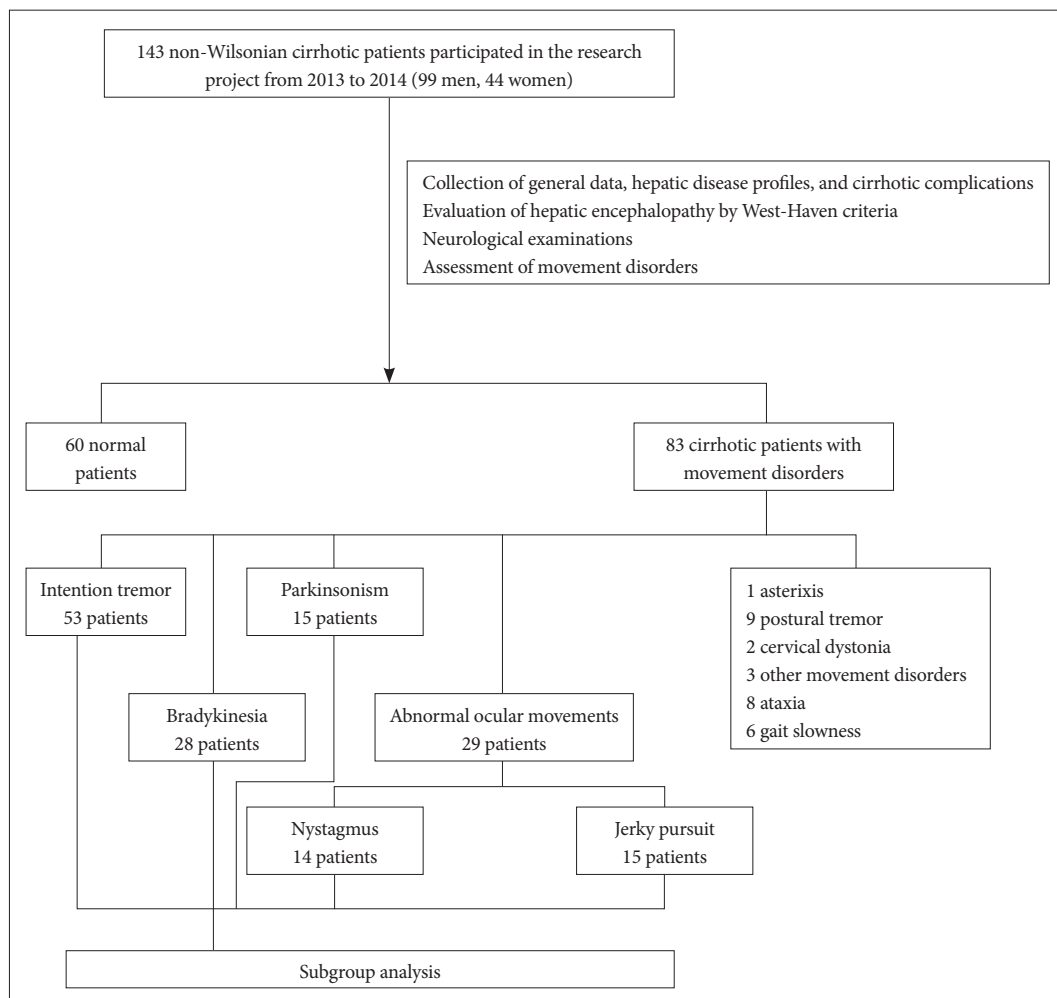 143 non-Wilsonian cirrhotic patients participated in the research
project from 2013 to 2014 (99 men, 44 women)
Collection of general data, hepatic disease profiles, and cirrhotic complications
Evaluation of hepatic encephalopathy by West-Haven criteria
Neurological examinations
Assessment of movement disorders
60 normal
patients
83 cirrhotic patients with
movement disorders
Intention tremor
53 patients
Parkinsonism
15 patients
1 asterixis
9 postural tremor
2 cervical dystonia
3 other movement disorders
8 ataxia
6 gait slowness
Bradykinesia
28 patients
Abnormal ocular movements
29 patients
Nystagmus
14 patients
Jerky pursuit
15 patients
Subgroup analysis